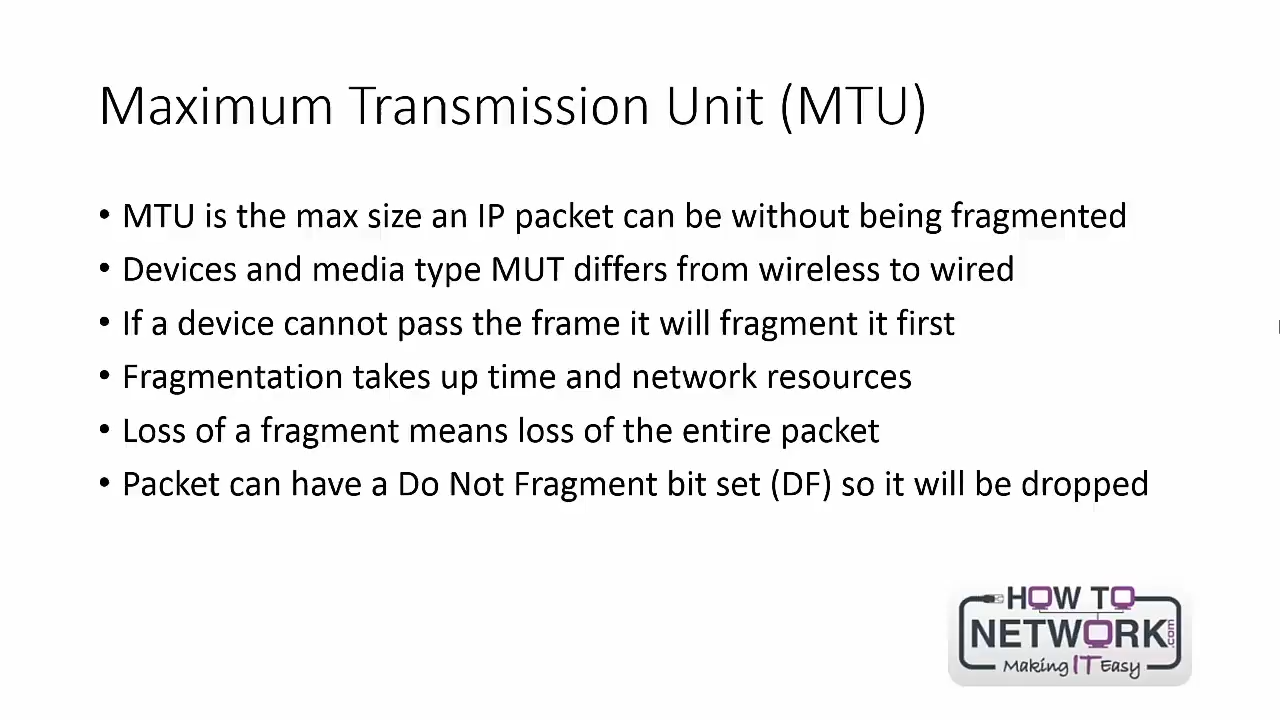 Maximum Transmission Unit (MTU)
• MTU is the max size an IP packet can be without being fragmented
• Devices and media type MUT differs from wireless to wired
• If a device cannot pass the frame it will fragment it first
• Fragmentation takes up time and network resources
• Loss of a fragment means loss of the entire packet
• Packet can have a Do Not Fragment bit set (DF) so it will be dropped
HOW TO
NETWORK.com
Making IT Easy